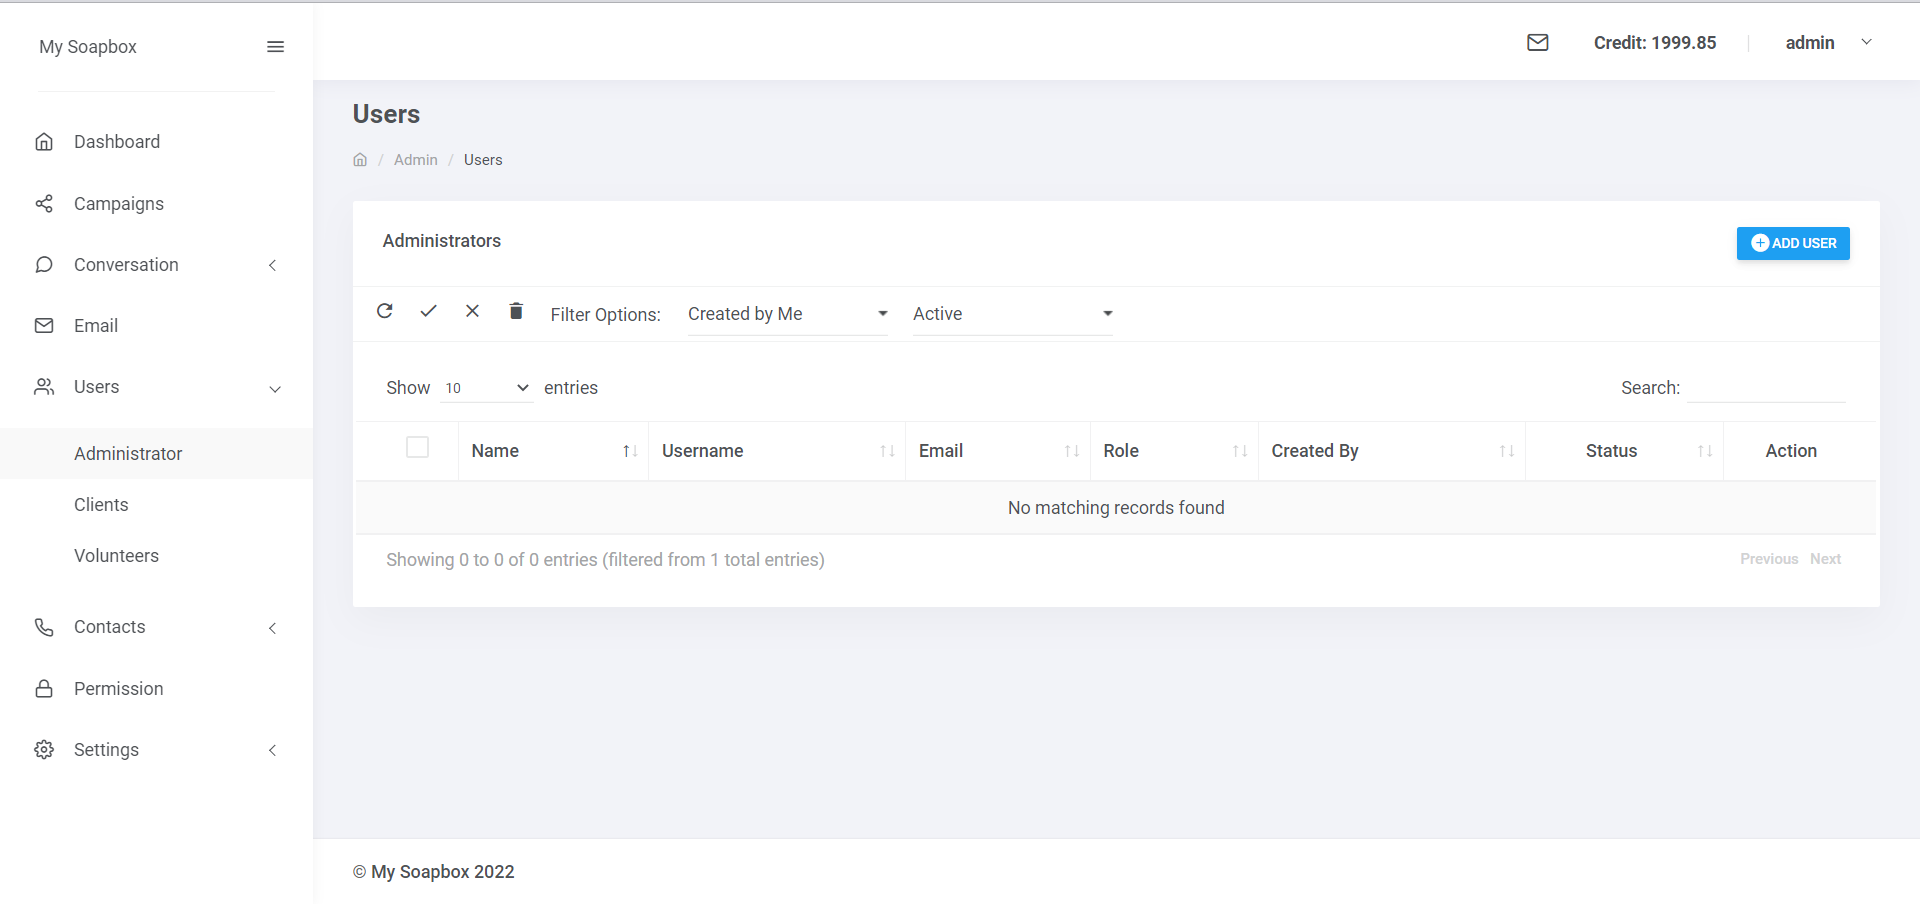 My Soapbox
Credit: 1999.85
admin
Dashboard
Campaigns
Conversation
Email
Users
Administrator
Clients
Volunteers
Contacts
Permission
Settings
Users
/ Admin / Users
Administrators
ADD USER
Filter Options: Created by Me Active
Show 10 entries
Search:
Name Username Email Role Created By Status Action
No matching records found
Showing 0 to 0 of 0 entries (filtered from 1 total entries)
Previous Next
© My Soapbox 2022